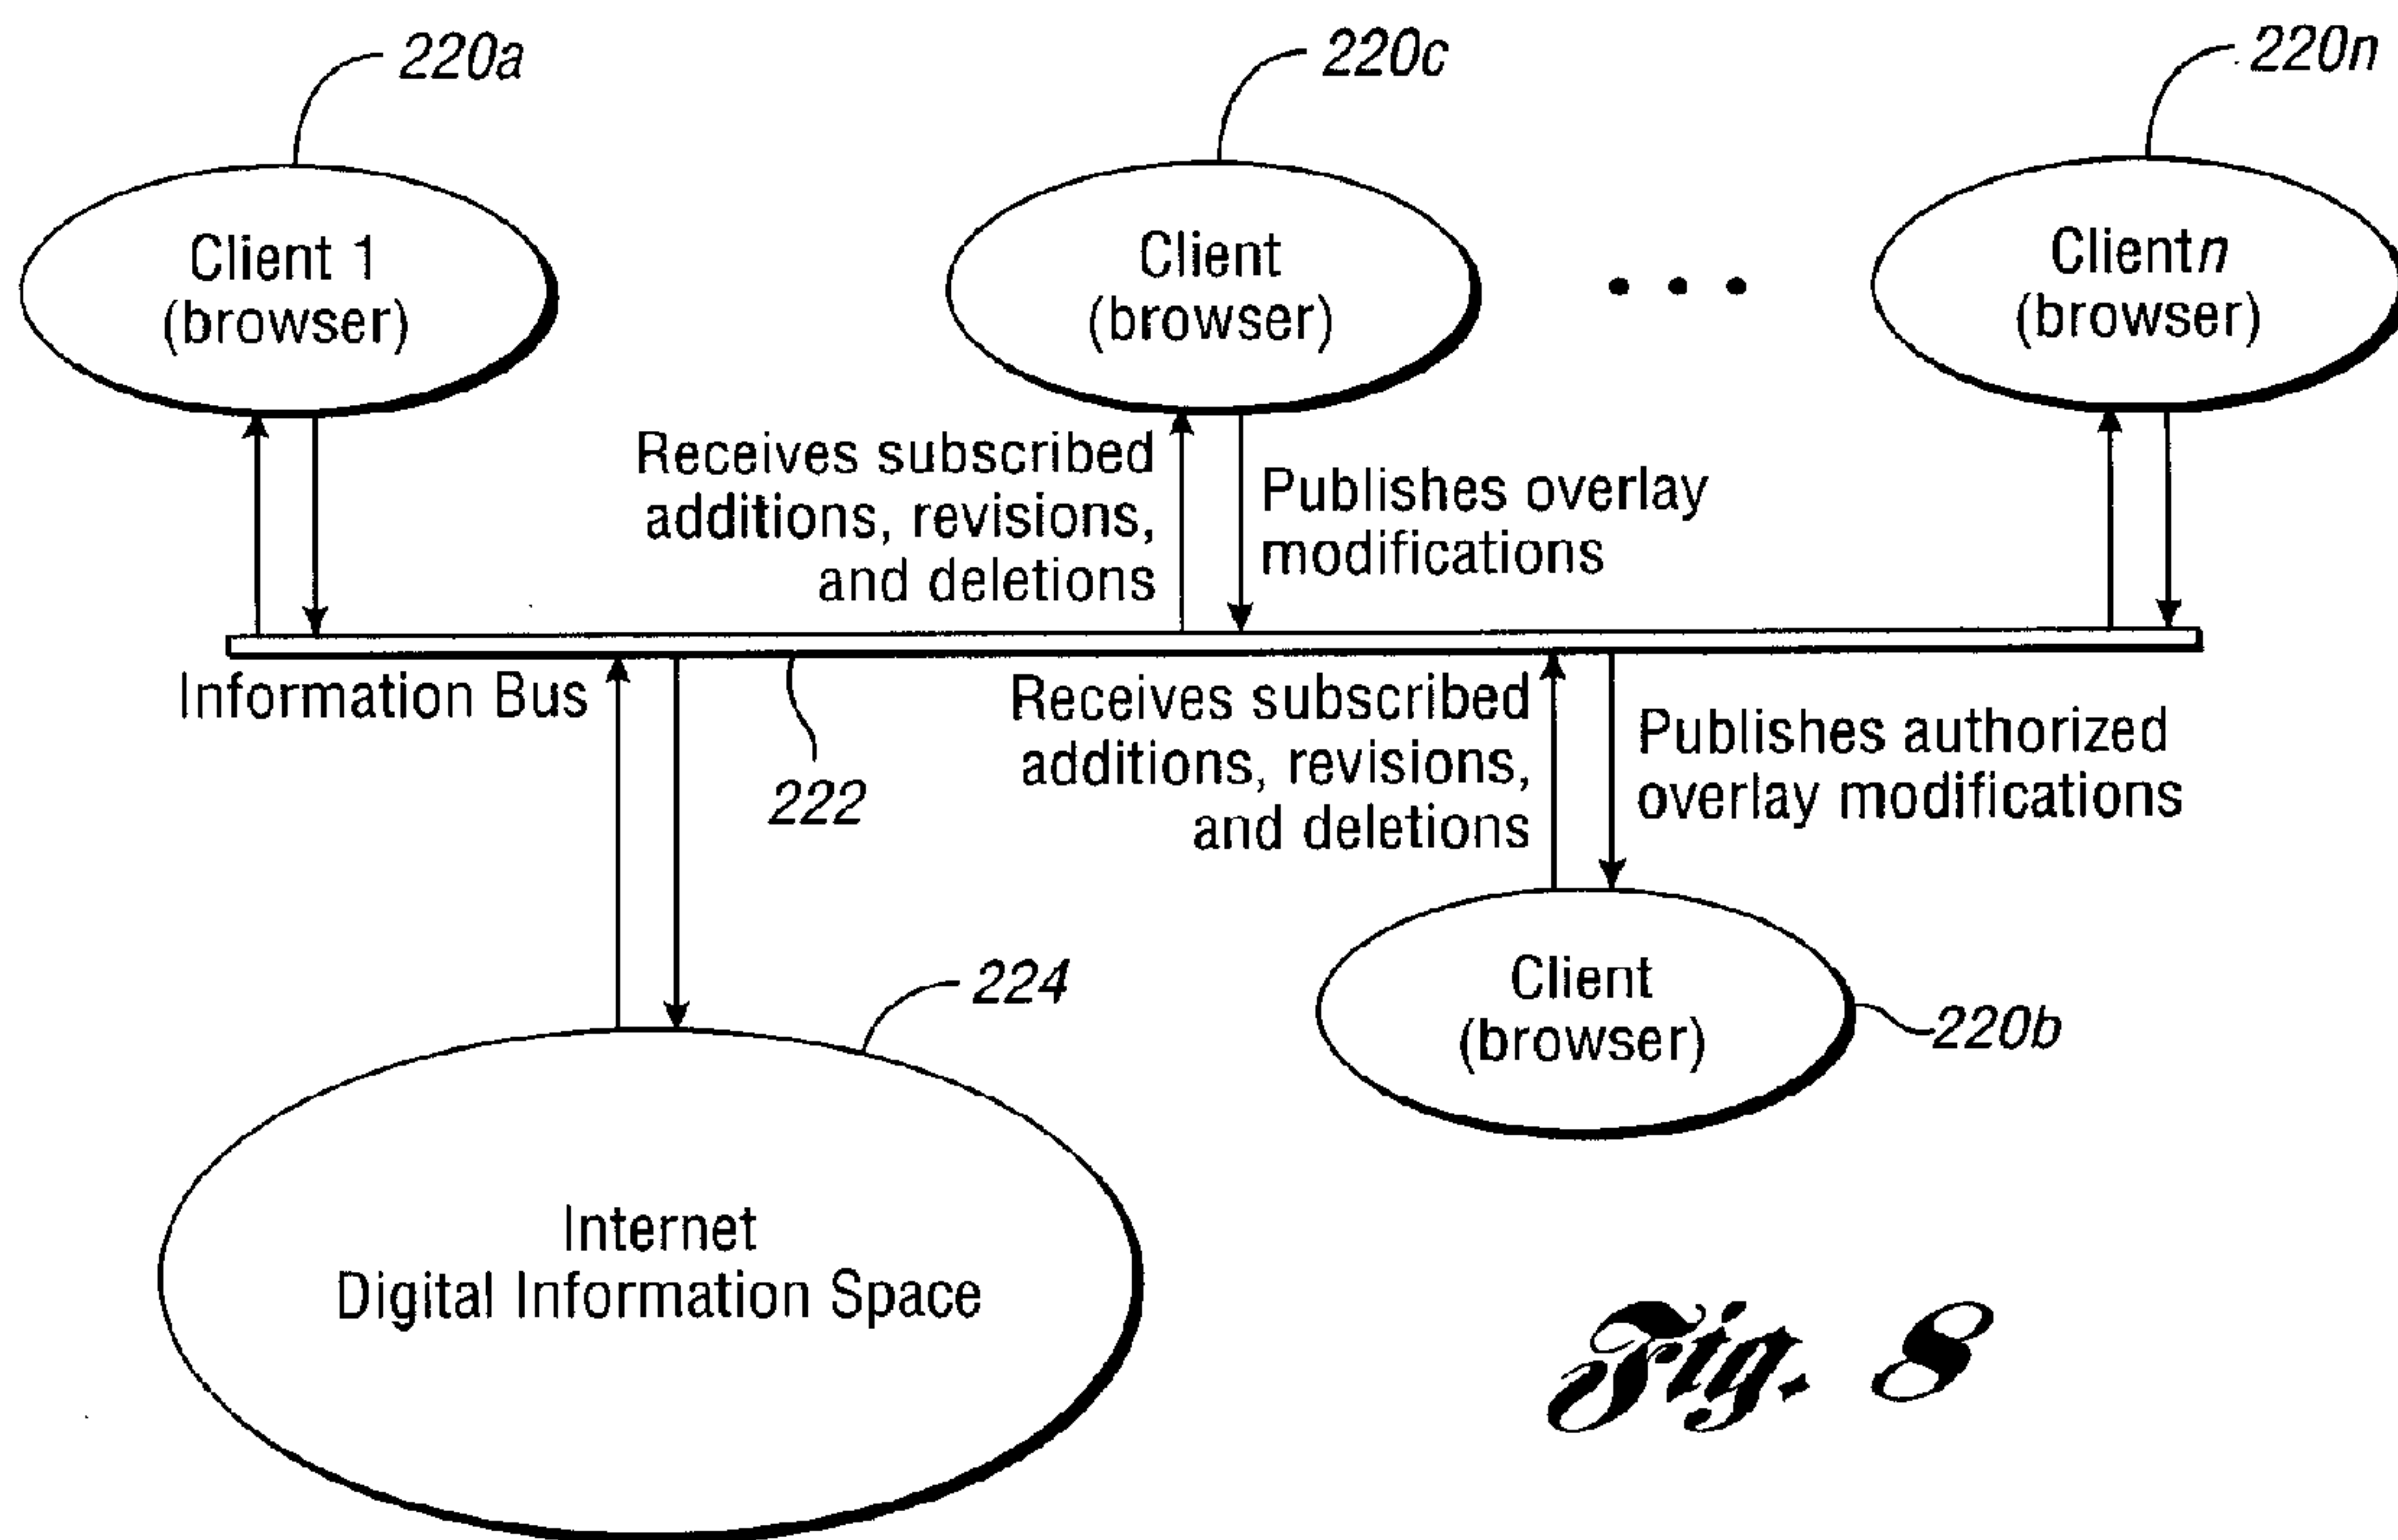 220a
220c
220n
Client 1
(browser)
Client
(browser)
Clientn
(browser)
Receives subscribed
additions, revisions,
and deletions
Publishes overlay
modifications
Information Bus
222
Receives subscribed
additions, revisions,
and deletions
Publishes authorized
overlay modifications
224
Client
(browser)
220b
Internet
Digital Information Space
Fig. 8